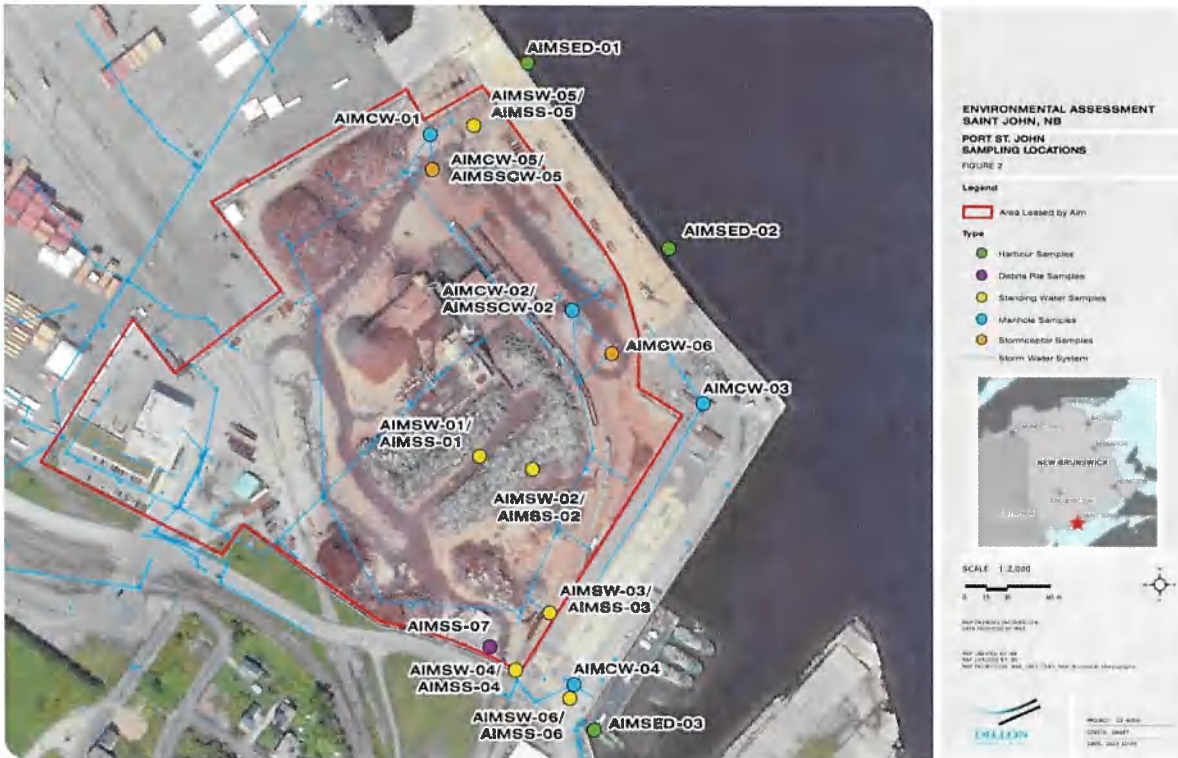 AIMSED-01
AIMSW-05/
AIMSS-05
AIMCW-01
AIMCW-05/
AIMSSCW-05
AIMSED-02
AIMCW-02/
AIMSSCW-02
AIMCW-06
AIMCW-03
AIMSW-01/
AIMSS-01
AIMSW-02/
AIMSS-02
AIMSW-03/
AIMSS-03
AIMSS-07
AIMSW-04/
AIMSS-04
AIMCW-04
AIMSW-06/
AIMSS-06
AIMSED-03
ENVIRONMENTAL ASSESSMENT
SAINT JOHN, NB
PORT ST. JOHN
SAMPLING LOCATIONS
FIGURE 2
Legend
Area Leased by Aim
Type
Harbour Samples
Debris Pile Samples
Standing Water Samples
Manhole Samples
Stormceptor Samples
Storm Water System
NEW BRUNSWICK
SCALE 1:2,000
DILLON